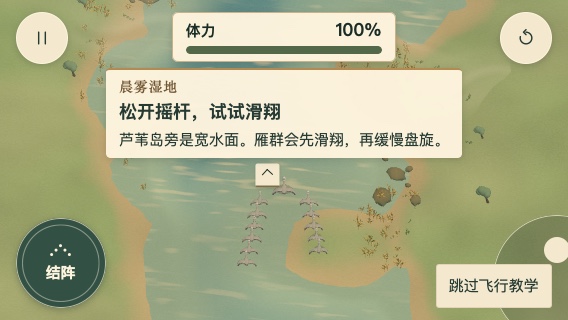 体力 100%
晨雾湿地
松开摇杆，试试滑翔
芦苇岛旁是宽水面。雁群会先滑翔，再缓慢盘旋。
结阵
跳过飞行教学